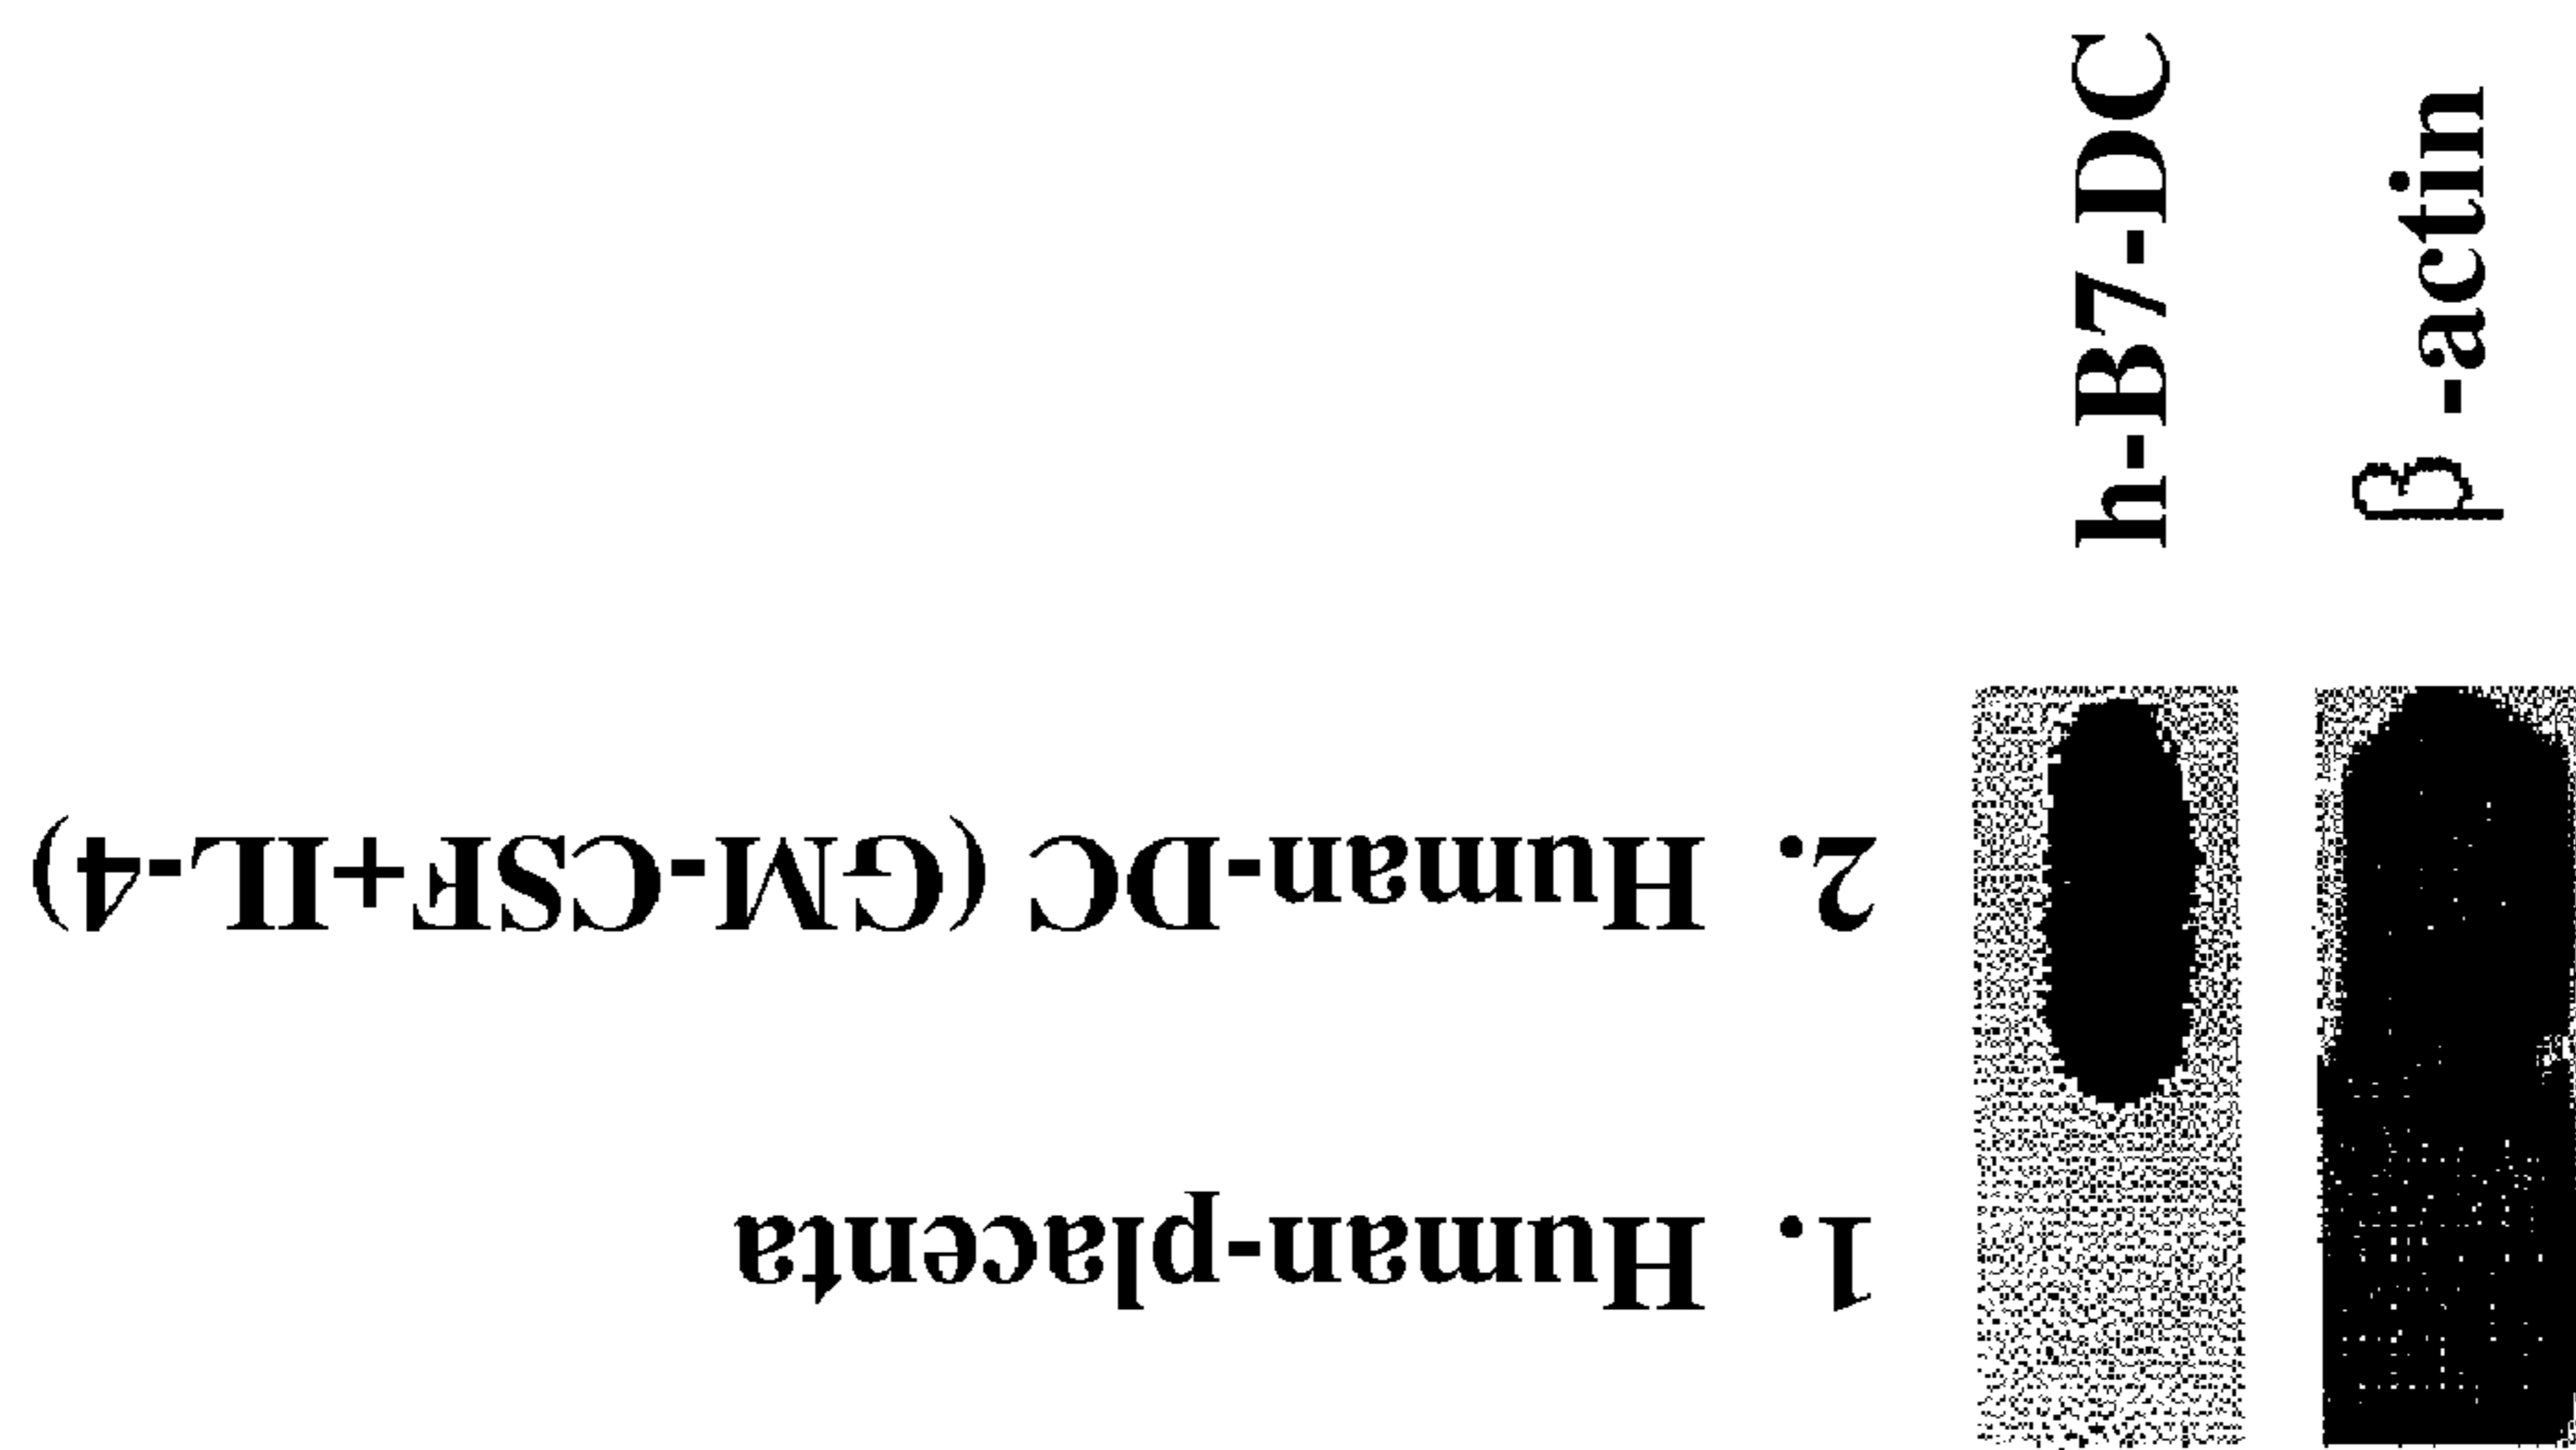 1. Human-placenta
2. Human-DC (GM-CSF+IL-4)
h-B7-DC
β -actin